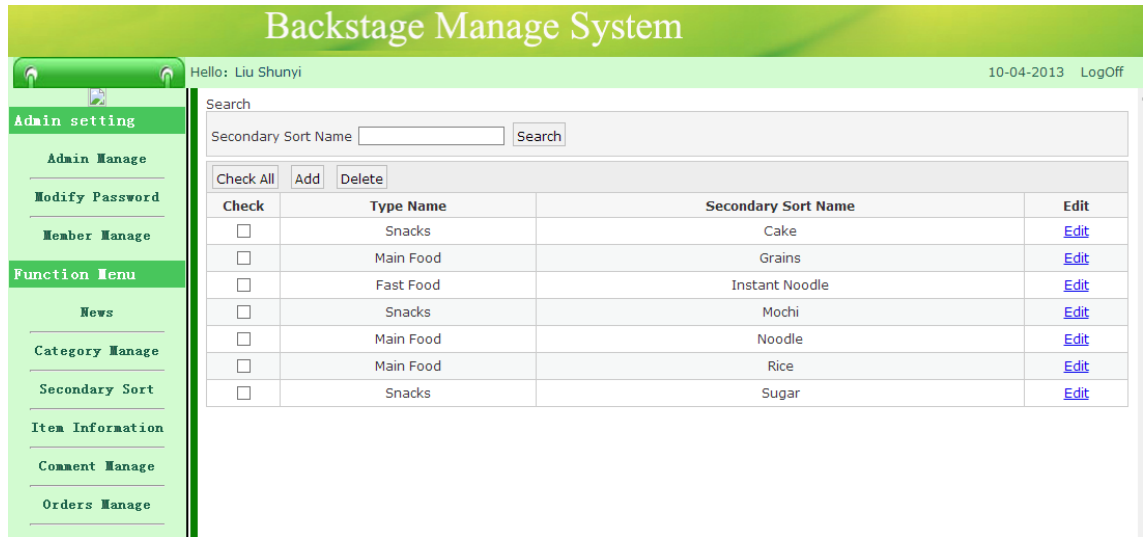 Backstage Manage System
Hello: Liu Shunyi 10-04-2013 LogOff
Admin setting
Admin Manage
Modify Password
Member Manage
Function Menu
News
Category Manage
Secondary Sort
Item Information
Comment Manage
Orders Manage
Search
Secondary Sort Name Search
Check All Add Delete
Check Type Name Secondary Sort Name Edit
Snacks Cake Edit
Main Food Grains Edit
Fast Food Instant Noodle Edit
Snacks Mochi Edit
Main Food Noodle Edit
Main Food Rice Edit
Snacks Sugar Edit